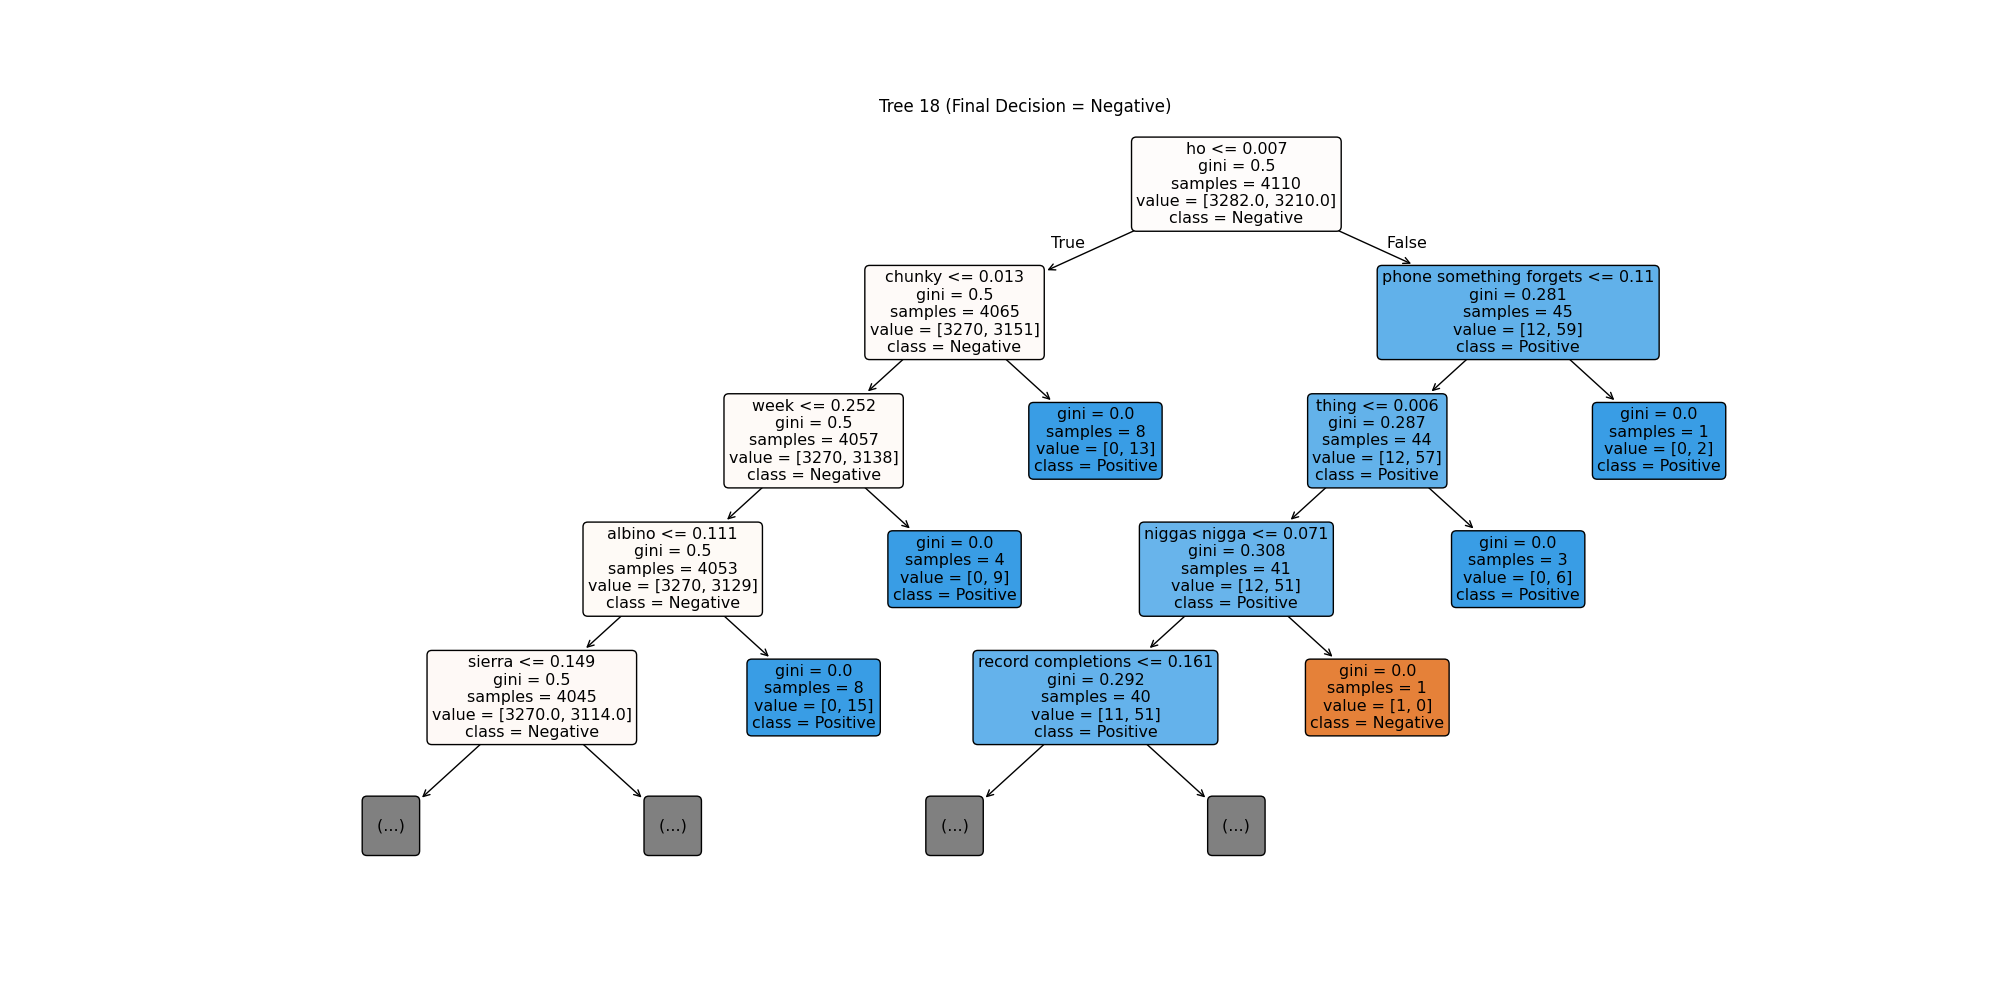 Tree 18 (Final Decision = Negative)
ho <= 0.007
gini = 0.5
samples = 4110
value = [3282.0, 3210.0]
class = Negative
True
False
chunky <= 0.013
gini = 0.5
samples = 4065
value = [3270, 3151]
class = Negative
phone something forgets <= 0.11
gini = 0.281
samples = 45
value = [12, 59]
class = Positive
week <= 0.252
gini = 0.5
samples = 4057
value = [3270, 3138]
class = Negative
gini = 0.0
samples = 8
value = [0, 13]
class = Positive
thing <= 0.006
gini = 0.287
samples = 44
value = [12, 57]
class = Positive
gini = 0.0
samples = 1
value = [0, 2]
class = Positive
albino <= 0.111
gini = 0.5
samples = 4053
value = [3270, 3129]
class = Negative
gini = 0.0
samples = 4
value = [0, 9]
class = Positive
niggas nigga <= 0.071
gini = 0.308
samples = 41
value = [12, 51]
class = Positive
gini = 0.0
samples = 3
value = [0, 6]
class = Positive
sierra <= 0.149
gini = 0.5
samples = 4045
value = [3270.0, 3114.0]
class = Negative
gini = 0.0
samples = 8
value = [0, 15]
class = Positive
record completions <= 0.161
gini = 0.292
samples = 40
value = [11, 51]
class = Positive
gini = 0.0
samples = 1
value = [1, 0]
class = Negative
(...)
(...)
(...)
(...)